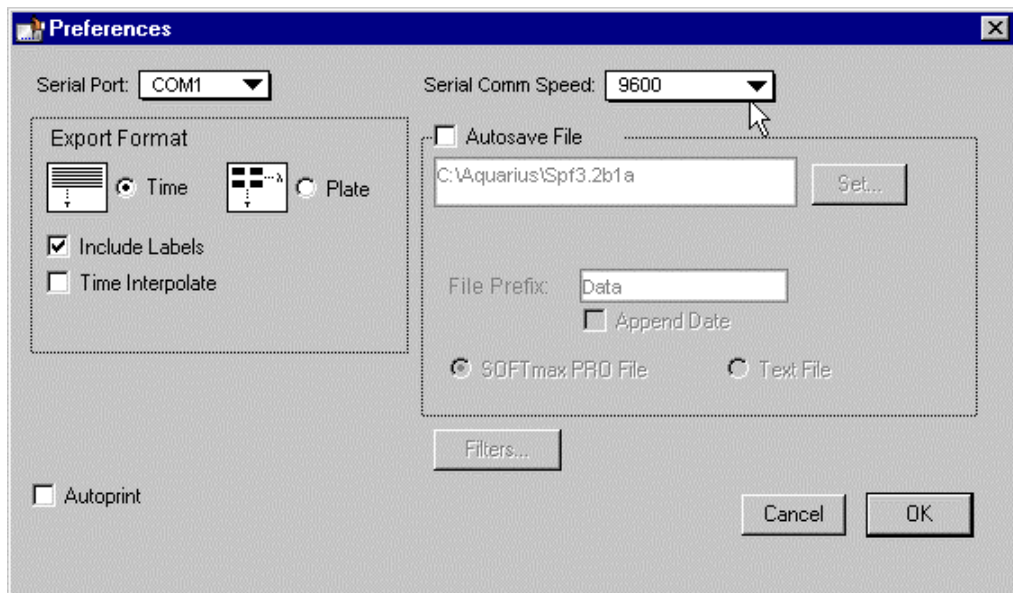 Preferences
Serial Port: COM1 Serial Comm Speed: 9600
Export Format
Time Plate
Include Labels
Time Interpolate
Autosave File
C:\Aquarius\Spf3.2b1a Set...
File Prefix: Data
Append Date
SOFTmax PRO File Text File
Filters...
Autoprint
Cancel OK